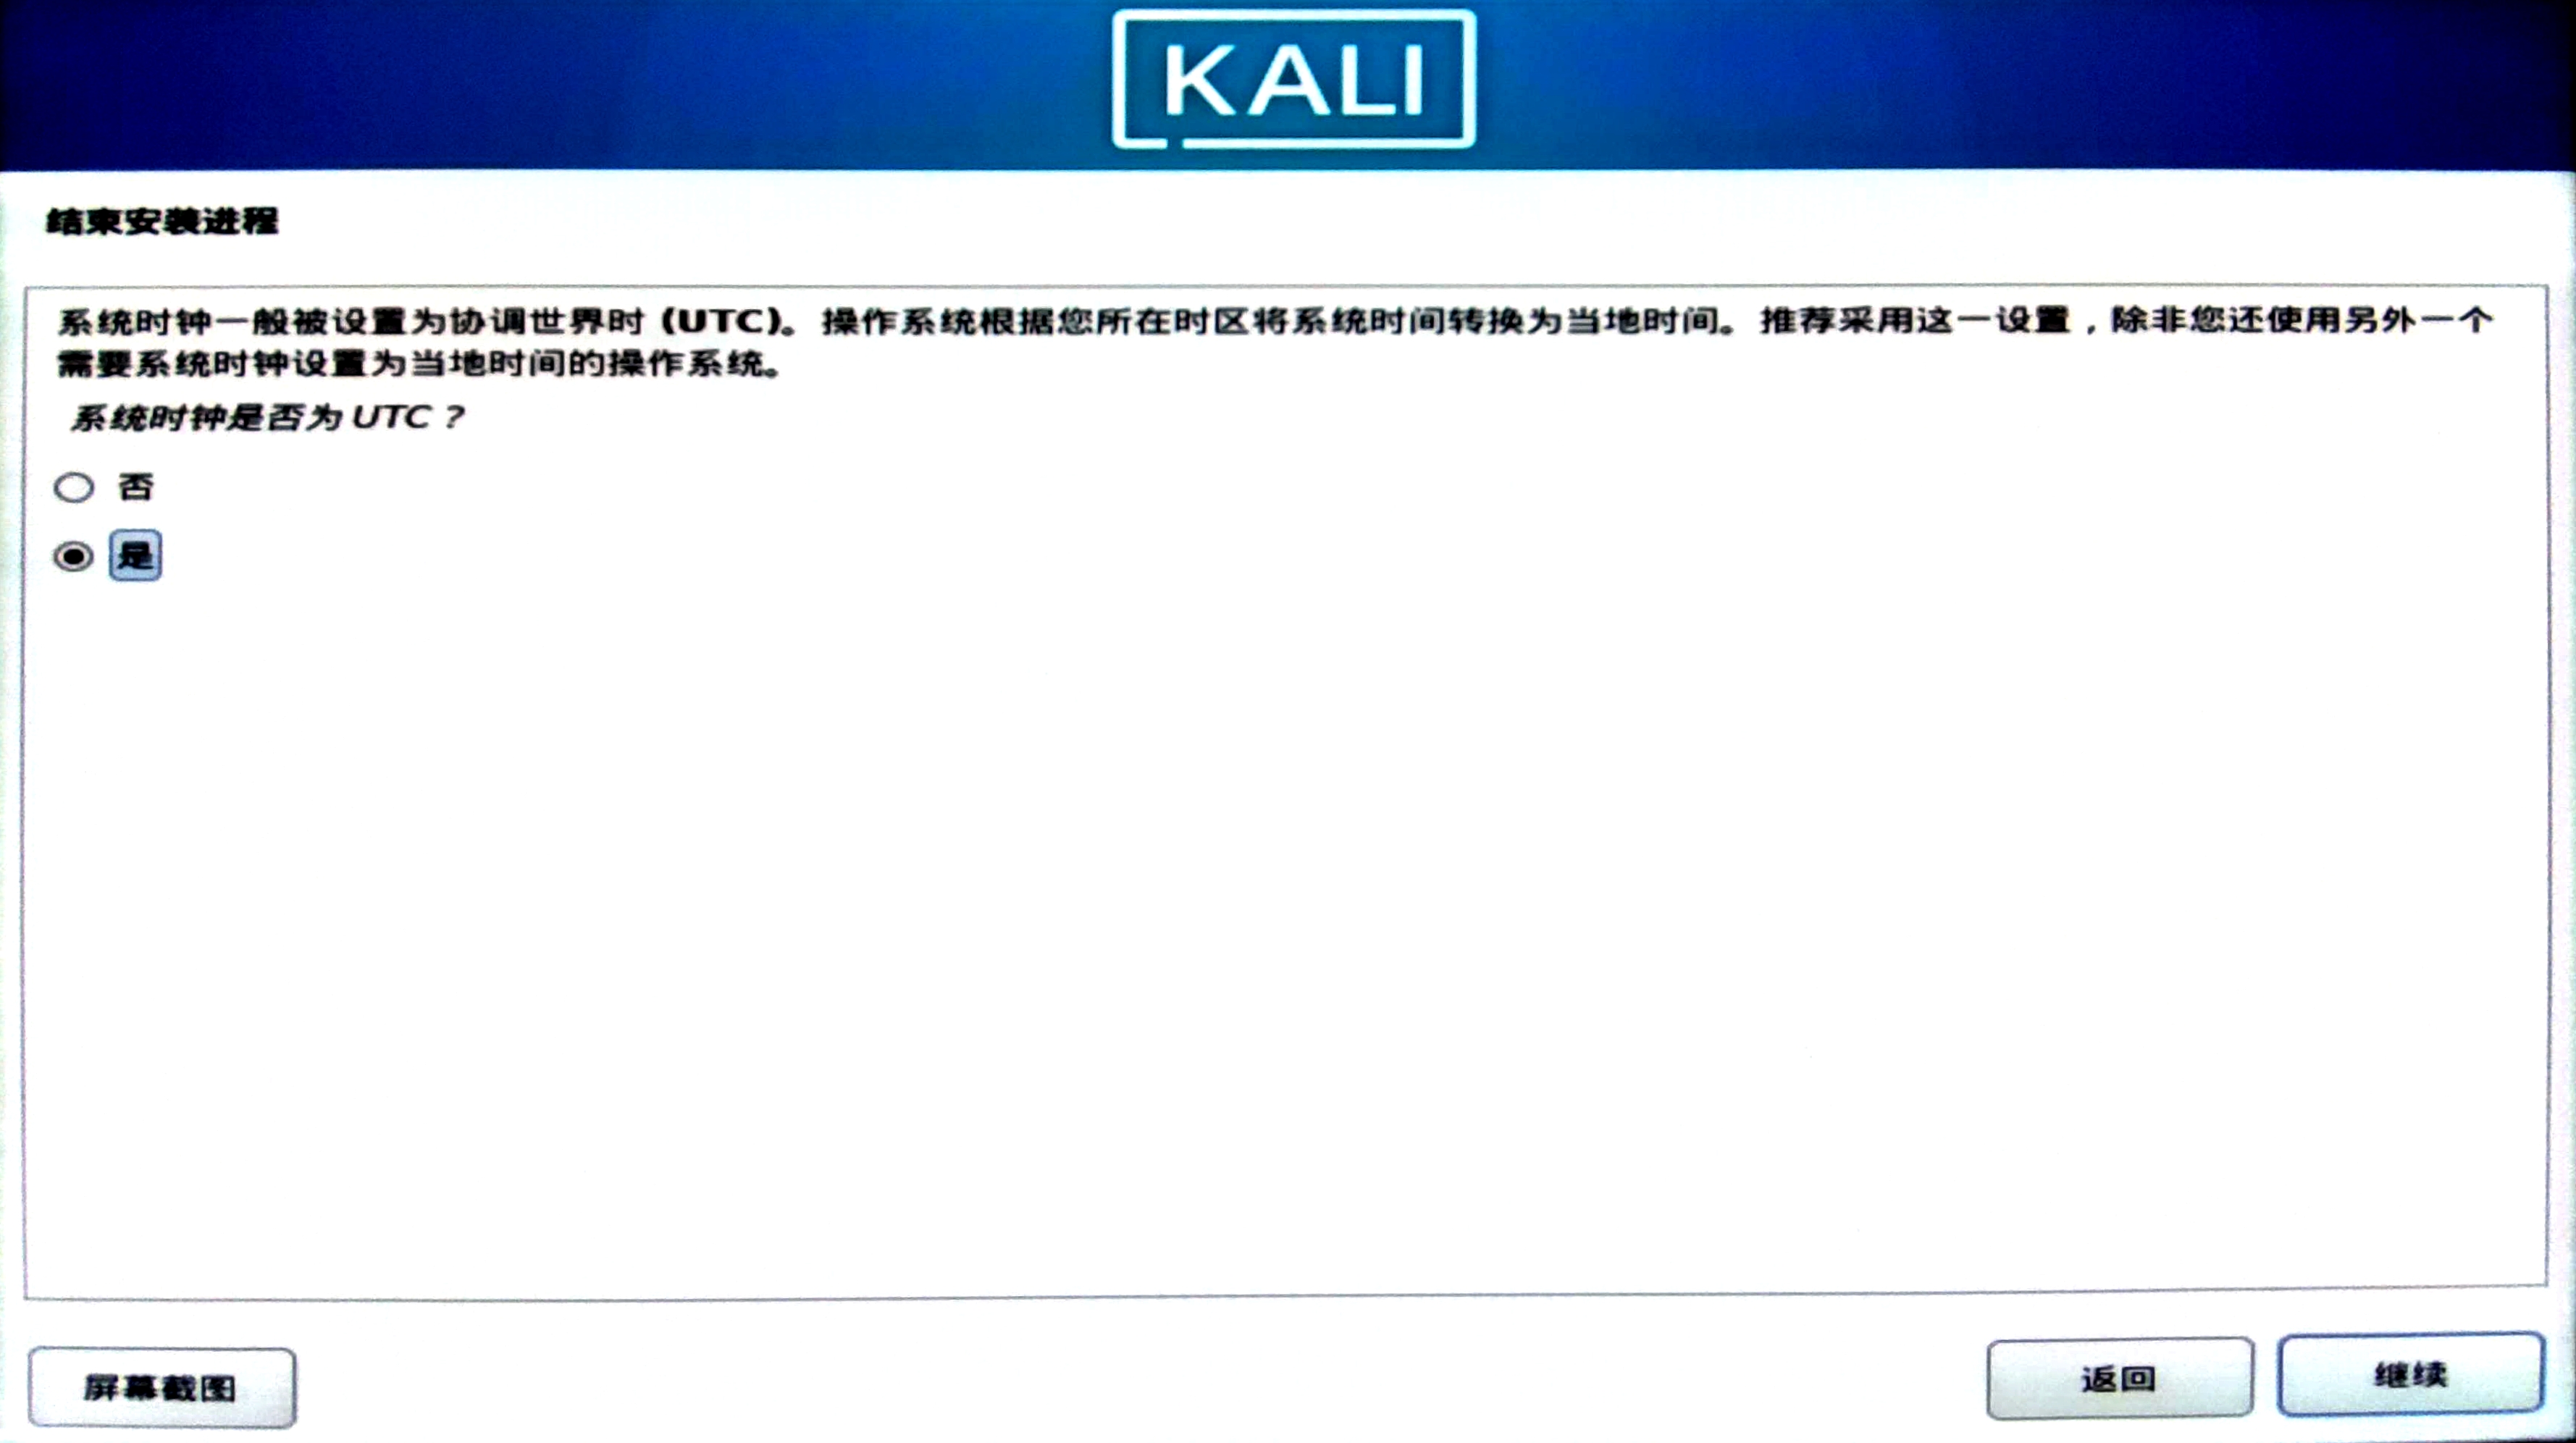 KALI
结束安装进程
系统时钟一般被设置为协调世界时 (UTC)。操作系统根据您所在时区将系统时间转换为当地时间。推荐采用这一设置，除非您还使用另外一个
需要系统时钟设置为当地时间的操作系统。
系统时钟是否为 UTC？
否
是
屏幕截图
返回
继续